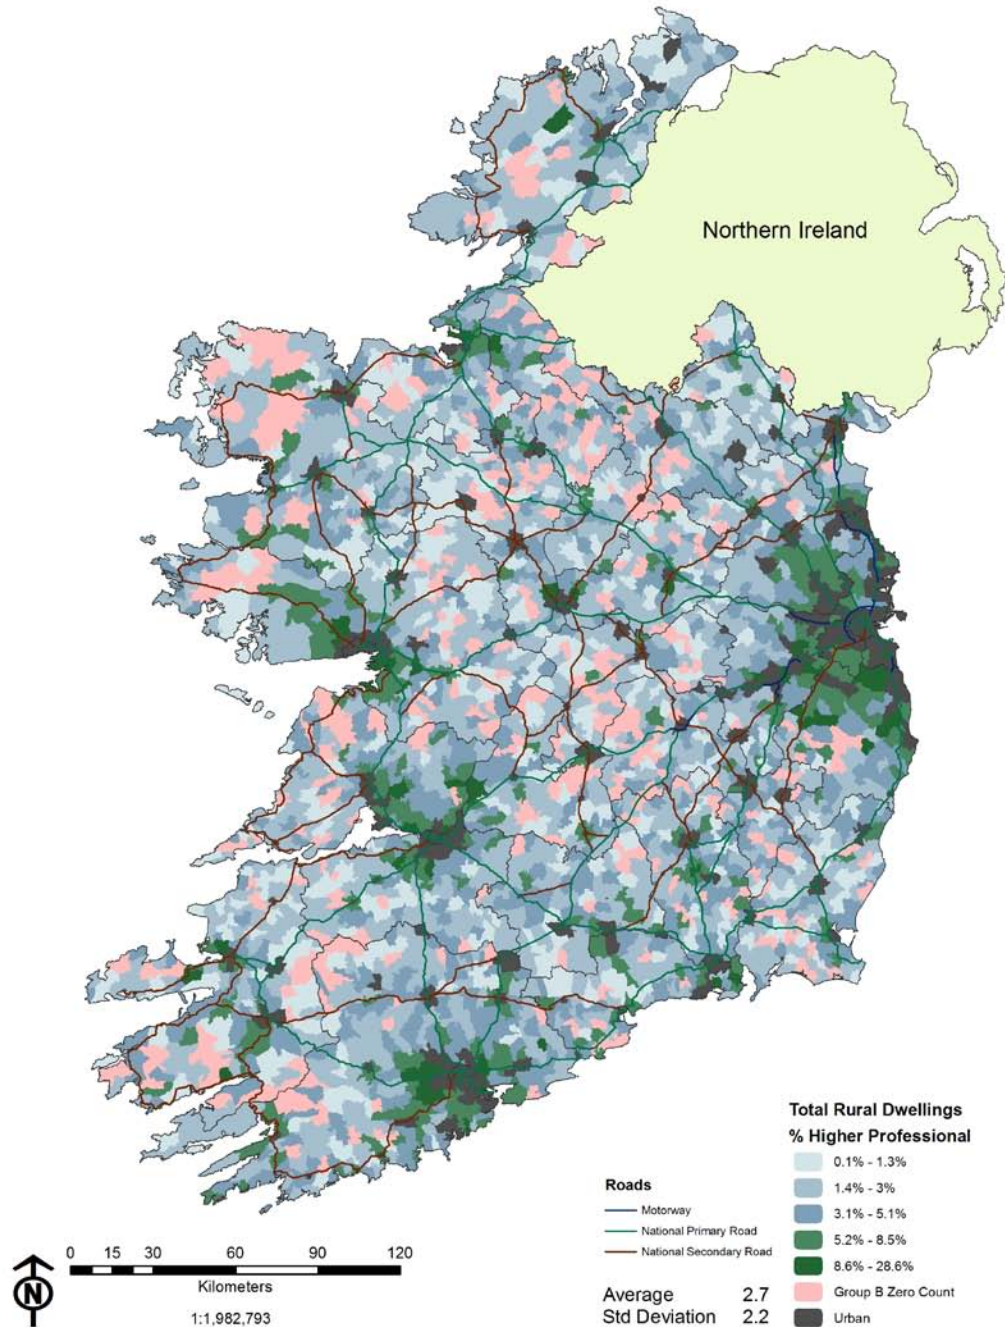 Northern Ireland
Total Rural Dwellings
% Higher Professional
0.1% - 1.3%
1.4% - 3%
3.1% - 5.1%
5.2% - 8.5%
8.6% - 28.6%
Group B Zero Count
Urban
Roads
Motorway
National Primary Road
National Secondary Road
Average 2.7
Std Deviation 2.2
0 15 30 60 90 120
Kilometers
N
1:1,982,793